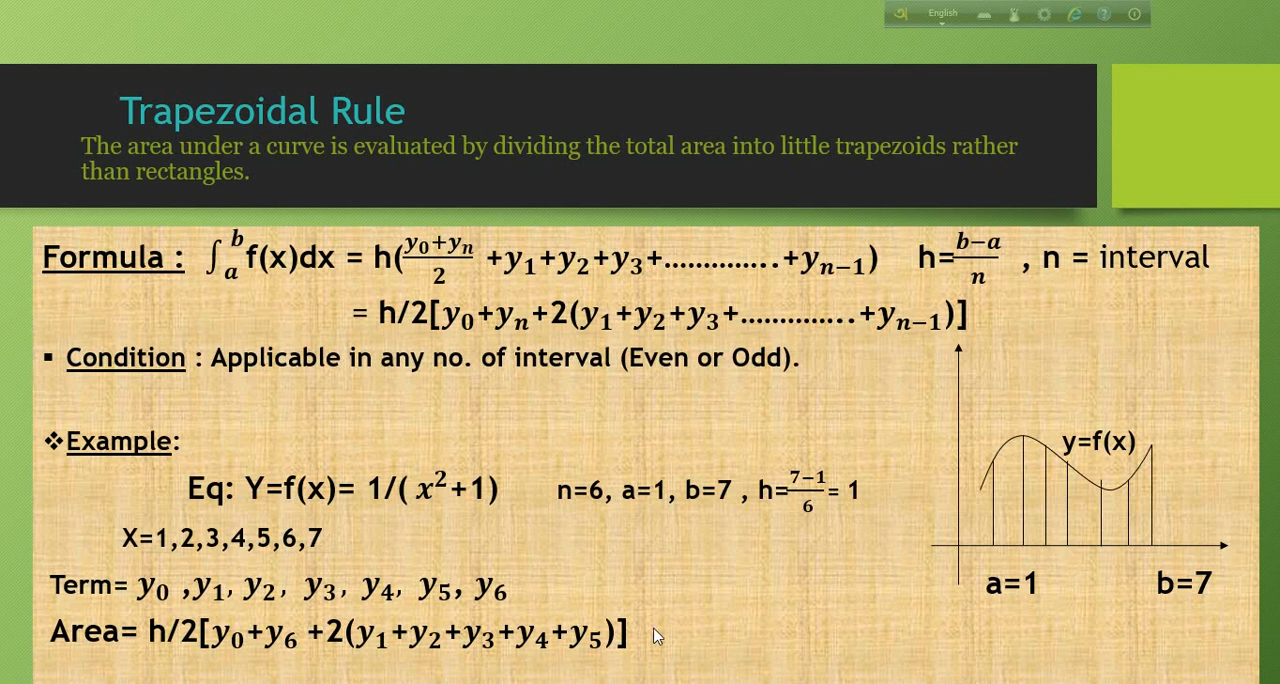 English
Trapezoidal Rule
The area under a curve is evaluated by dividing the total area into little trapezoids rather
than rectangles.
Formula : ∫_a^b f(x)dx = h((y₀+yₙ)/2 +y₁+y₂+y₃+..............+yₙ₋₁) h=(b−a)/n , n = interval
= h/2[y₀+yₙ+2(y₁+y₂+y₃+..............+yₙ₋₁)]
▪ Condition : Applicable in any no. of interval (Even or Odd).
❖Example:
Eq: Y=f(x)= 1/( x²+1) n=6, a=1, b=7 , h=(7−1)/6= 1
X=1,2,3,4,5,6,7
Term= y₀ ,y₁, y₂, y₃, y₄, y₅, y₆
Area= h/2[y₀+y₆ +2(y₁+y₂+y₃+y₄+y₅)]
y=f(x)
a=1 b=7